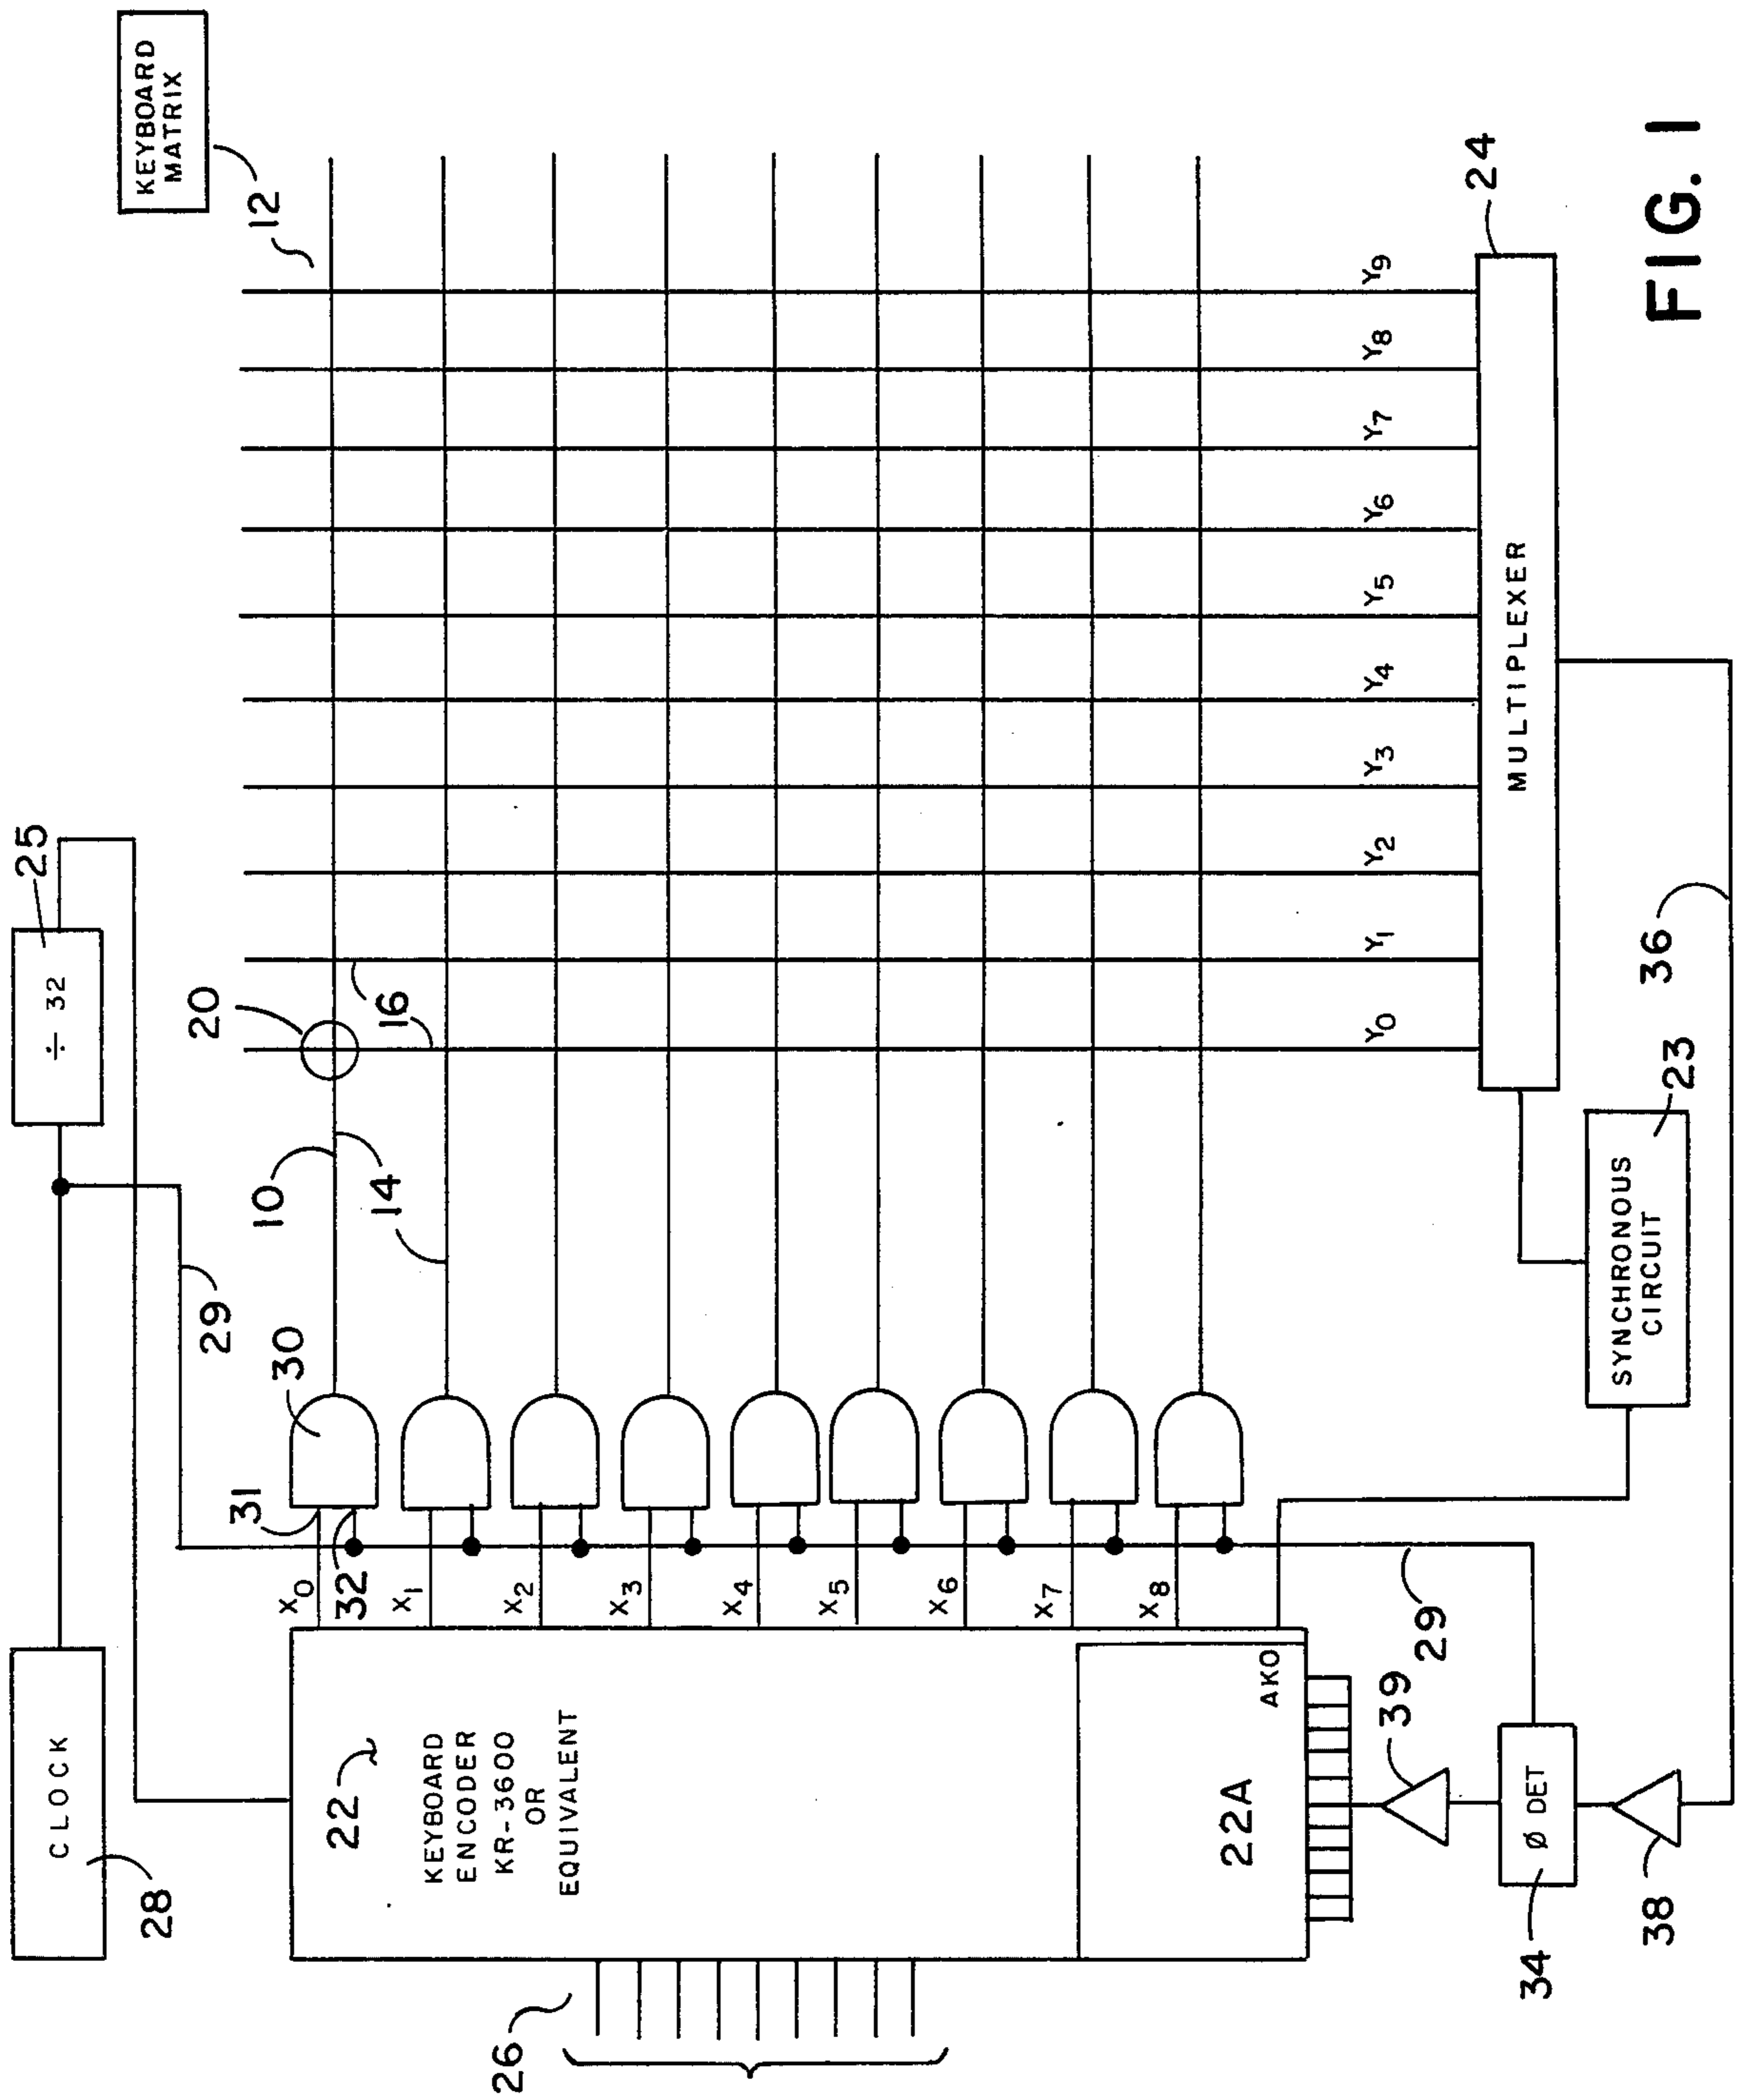 KEYBOARD
MATRIX
12
CLOCK
28
÷ 32
25
29
20
10
14
16
30
31
32
X0
X1
X2
X3
X4
X5
X6
X7
X8
22
KEYBOARD
ENCODER
KR-3600
OR
EQUIVALENT
22A
AKO
26
Y0
Y1
Y2
Y3
Y4
Y5
Y6
Y7
Y8
Y9
MULTIPLEXER
24
SYNCHRONOUS
CIRCUIT
23
29
39
Ø DET
34
38
36
FIG. 1